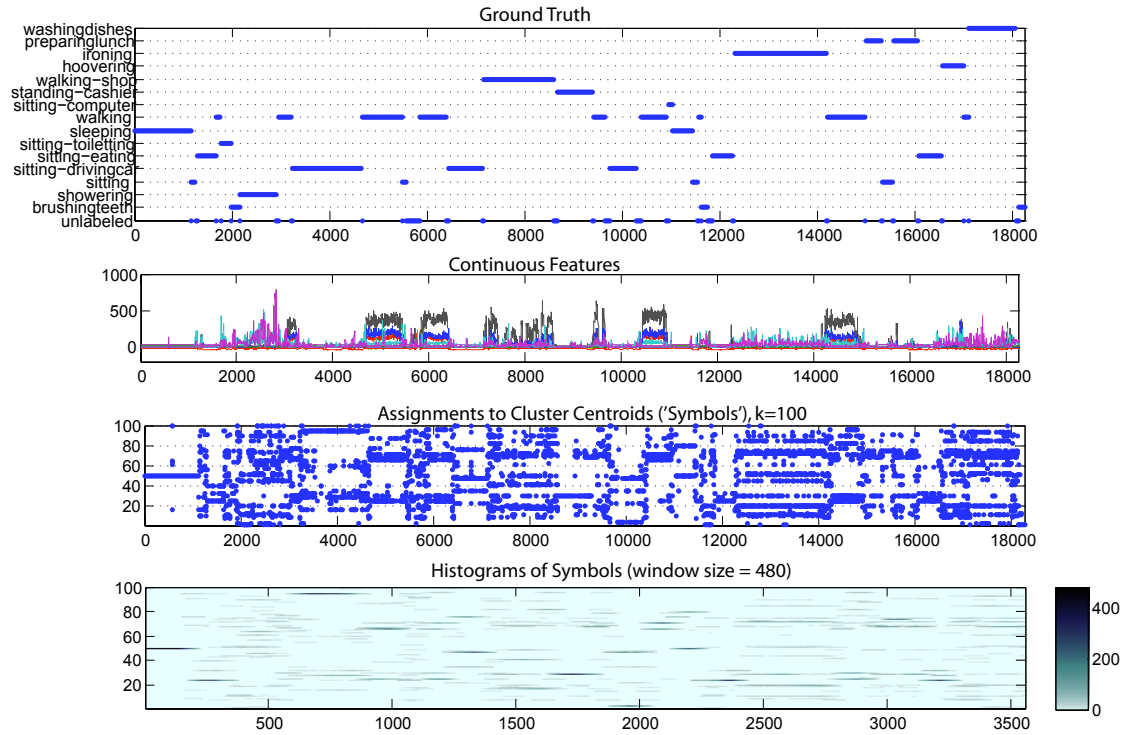 Ground Truth
washingdishes
preparinglunch
ironing
hoovering
walking-shop
standing-cashier
sitting-computer
walking
sleeping
sitting-toiletting
sitting-eating
sitting-drivingcar
sitting
showering
brushingteeth
unlabeled
0 2000 4000 6000 8000 10000 12000 14000 16000 18000
Continuous Features
1000
500
0
0 2000 4000 6000 8000 10000 12000 14000 16000 18000
Assignments to Cluster Centroids ('Symbols'), k=100
100
80
60
40
20
0 2000 4000 6000 8000 10000 12000 14000 16000 18000
Histograms of Symbols (window size = 480)
100
80
60
40
20
500 1000 1500 2000 2500 3000 3500
400
200
0